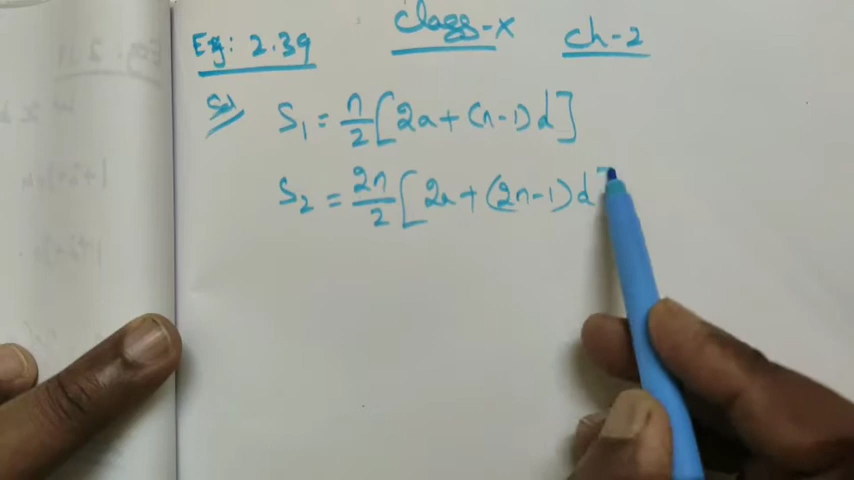 Class-X
Eg: 2.39 Ch-2
Sol S₁ = n/2 [2a + (n-1)d]
S₂ = 2n/2 [2a + (2n-1)d]